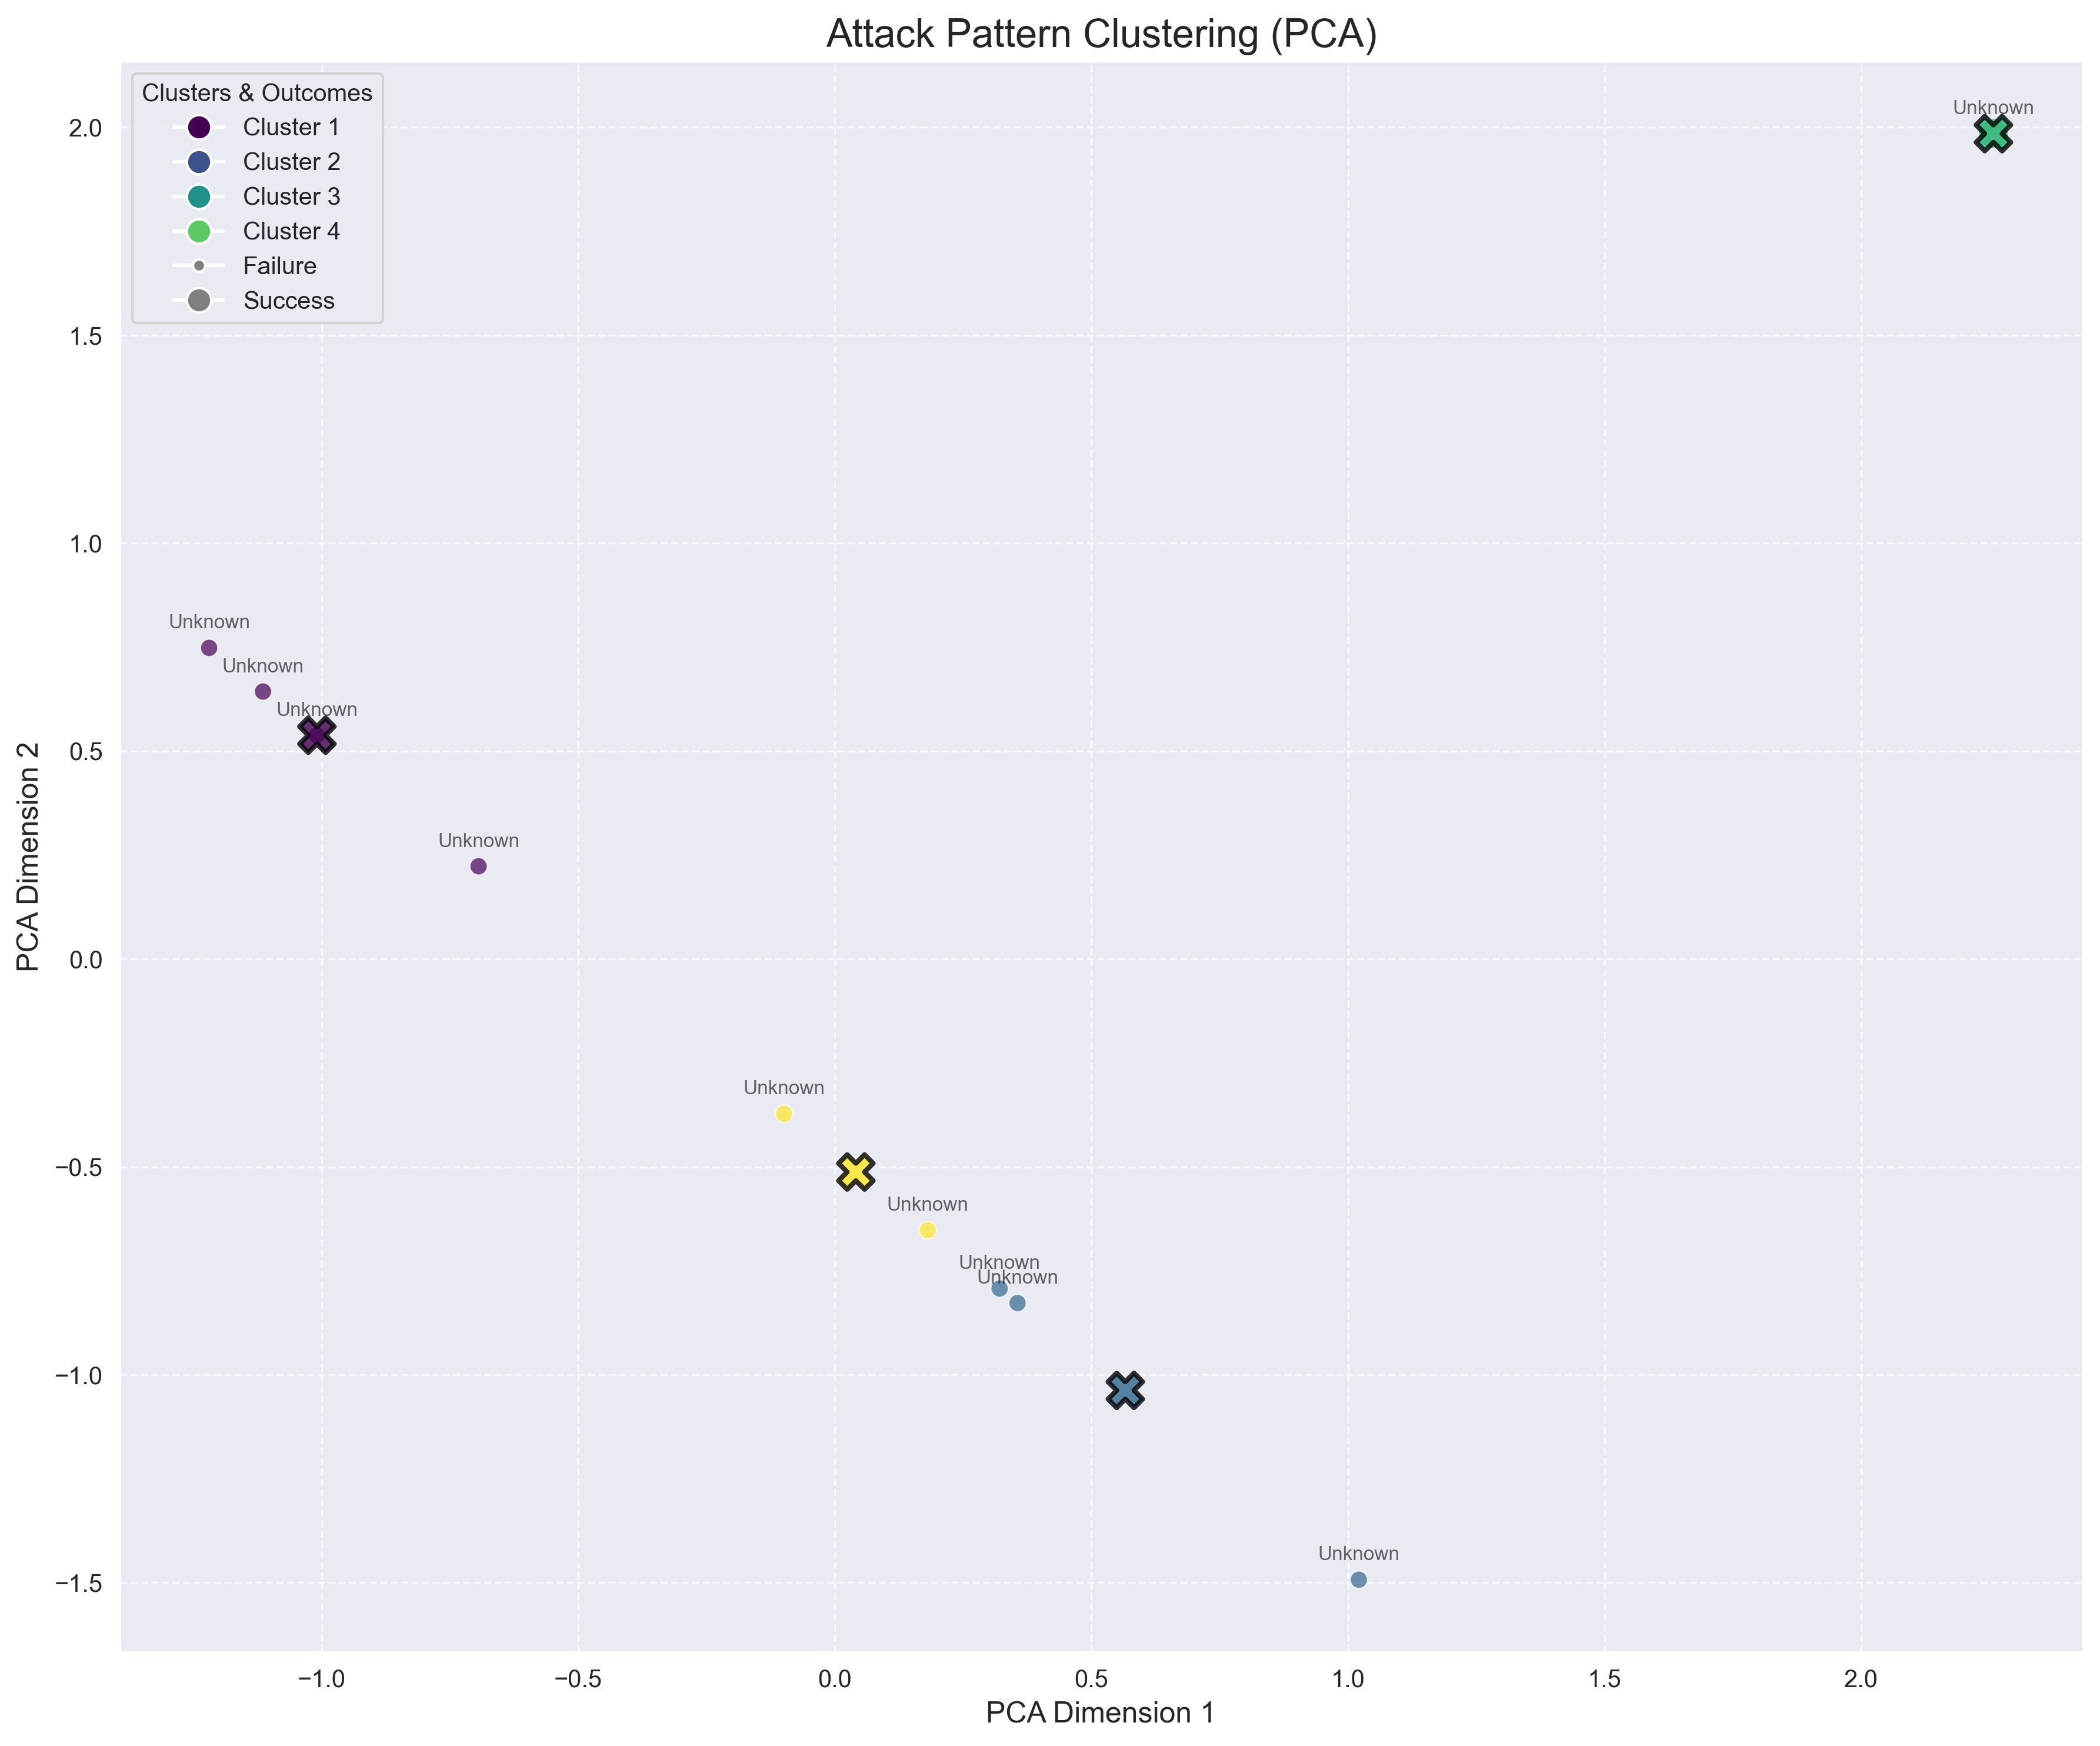 Attack Pattern Clustering (PCA)
Clusters & Outcomes
Cluster 1
Cluster 2
Cluster 3
Cluster 4
Failure
Success
Unknown
Unknown
Unknown
Unknown
Unknown
Unknown
Unknown
Unknown
Unknown
Unknown
2.0
1.5
1.0
0.5
0.0
−0.5
−1.0
−1.5
PCA Dimension 2
−1.0
−0.5
0.0
0.5
1.0
1.5
2.0
PCA Dimension 1